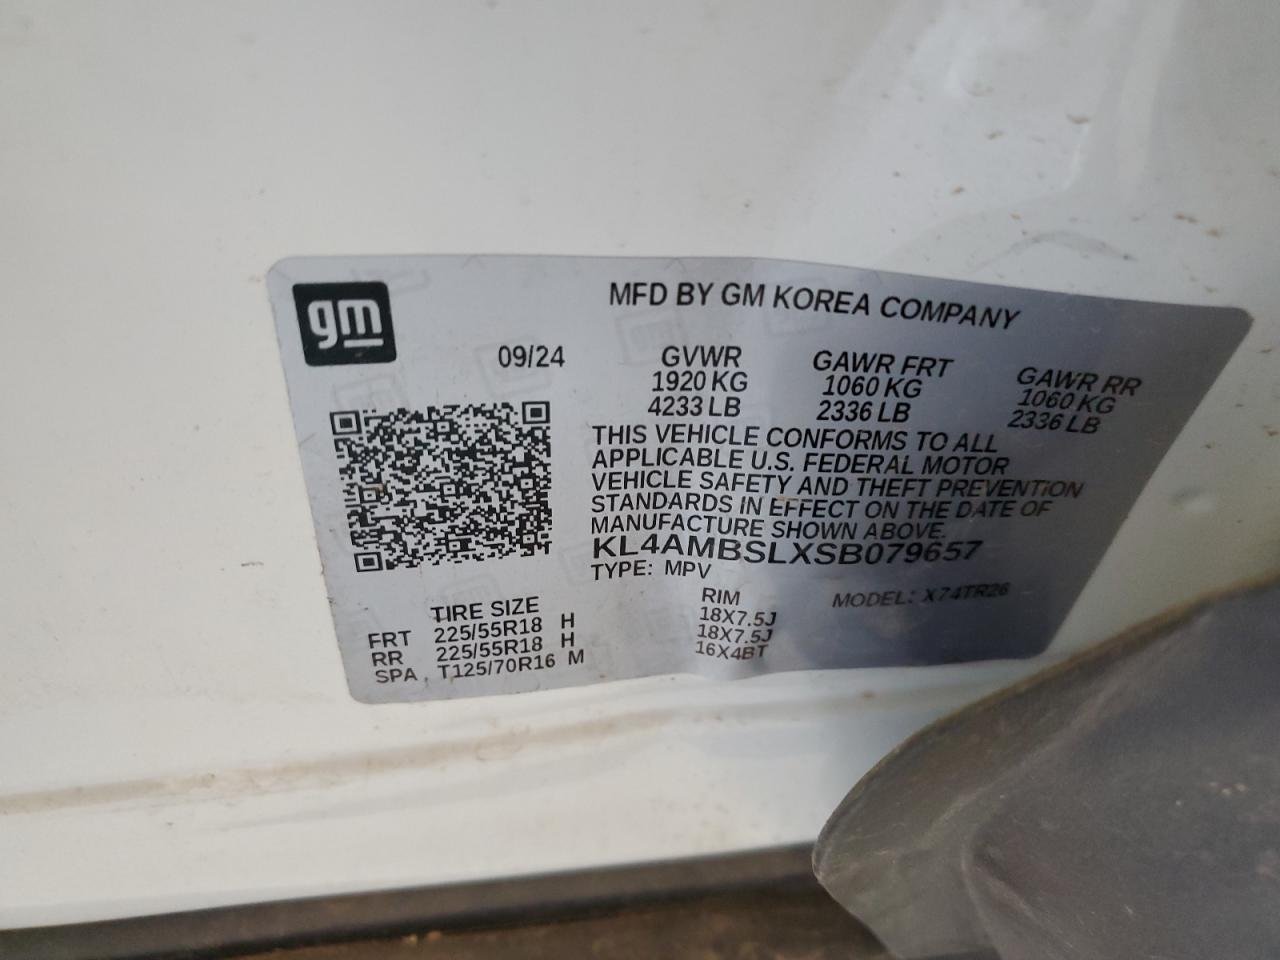 gm
MFD BY GM KOREA COMPANY
09/24
GVWR GAWR FRT GAWR RR
1920 KG 1060 KG 1060 KG
4233 LB 2336 LB 2336 LB
THIS VEHICLE CONFORMS TO ALL
APPLICABLE U.S. FEDERAL MOTOR
VEHICLE SAFETY AND THEFT PREVENTION
STANDARDS IN EFFECT ON THE DATE OF
MANUFACTURE SHOWN ABOVE.
KL4AMBSLXSB079657
TYPE: MPV
MODEL: X74TR26
TIRE SIZE RIM
FRT 225/55R18 H 18X7.5J
RR 225/55R18 H 18X7.5J
SPA T125/70R16 M 16X4BT